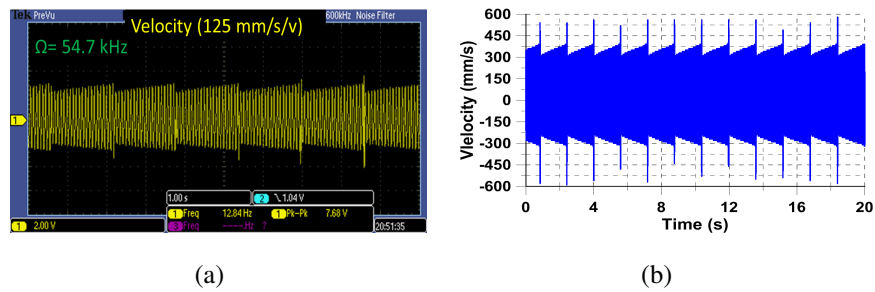 Tek PreVu
600kHz Noise Filter
Velocity (125 mm/s/v)
Ω= 54.7 kHz
1
1.00 s
2 1.04 V
1 Freq 12.84 Hz 1 Pk-Pk 7.68 V
3 Freq ----.Hz ?
1 2.00 V
20:51:35
(a)
Vlelocity (mm/s)
600
450
300
150
0
-150
-300
-450
-600
0 4 8 12 16 20
Time (s)
(b)